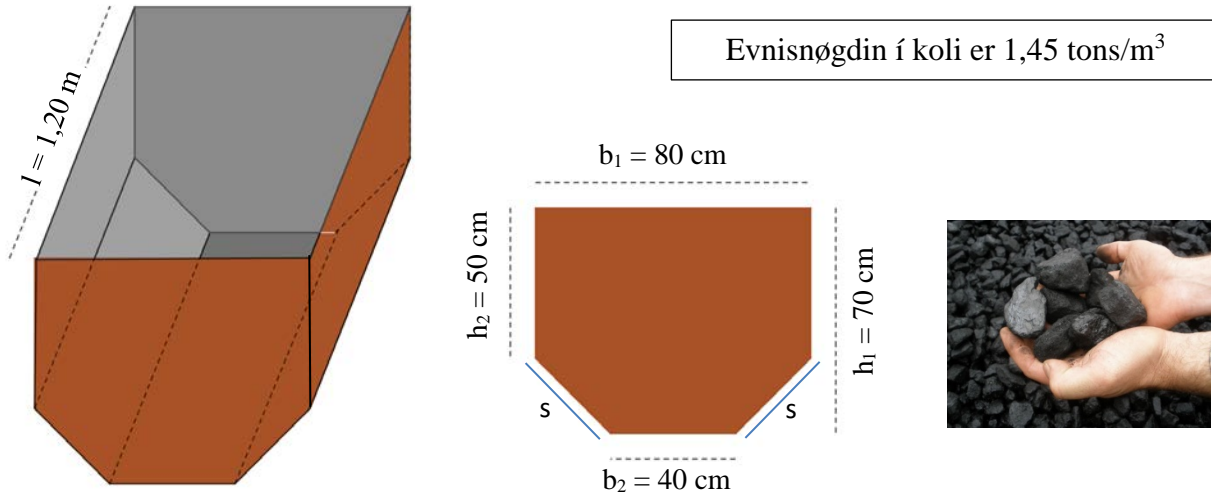 Evnisnøgdin í koli er 1,45 tons/m³
l = 1,20 m
b₁ = 80 cm
h₂ = 50 cm
h₁ = 70 cm
s
s
b₂ = 40 cm